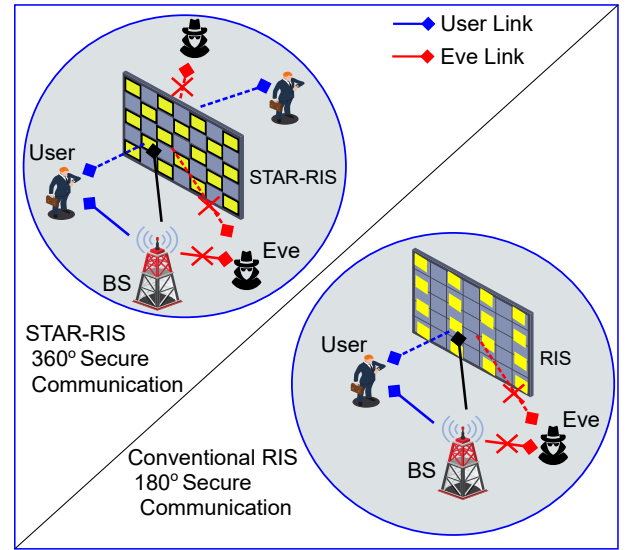 User Link
Eve Link
User
STAR-RIS
Eve
BS
STAR-RIS
360° Secure
Communication
User
RIS
Eve
BS
Conventional RIS
180° Secure
Communication